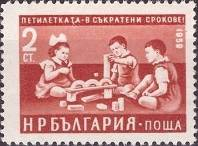 ПЕТИЛЕТКАТА-В СЪКРАТЕНИ СРОКОВЕ!
2
СТ.
1959
НР БЪЛГАРИЯ·ПОЩА